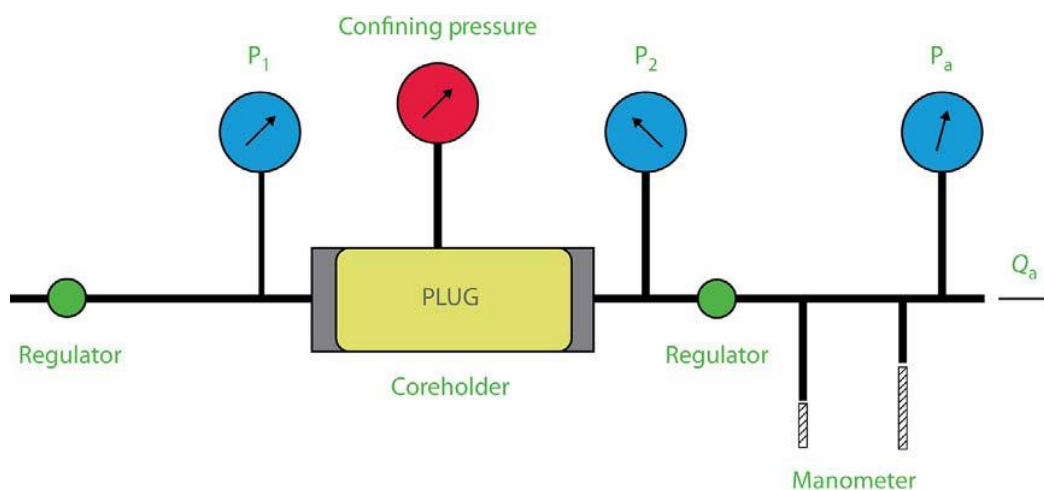 Confining pressure
P₁
P₂
Pₐ
Qₐ
PLUG
Regulator
Regulator
Coreholder
Manometer